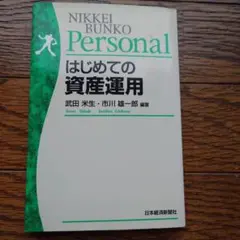 NIKKEI
BUNKO
Personal
はじめての
資産運用
武田 米生・市川 雄一郎 編著
日本経済新聞社